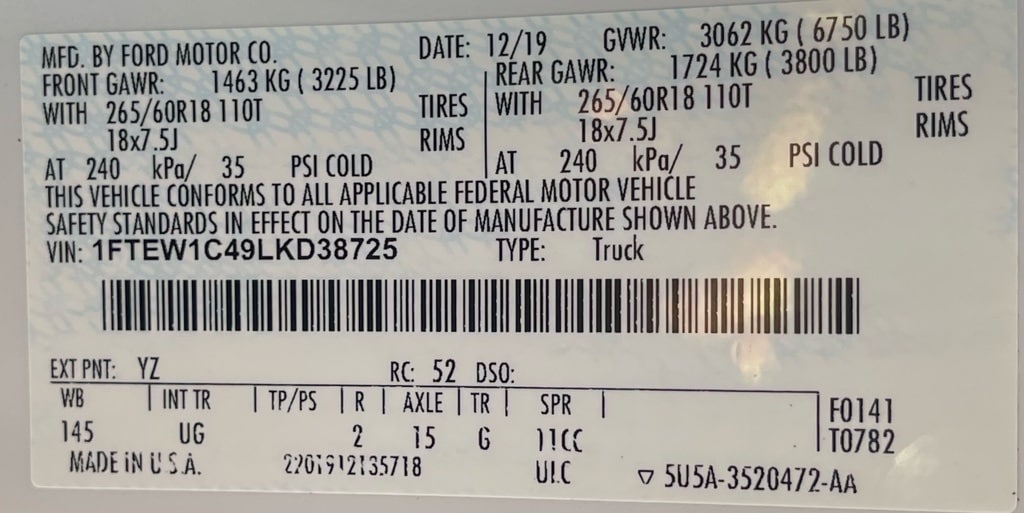 MFD. BY FORD MOTOR CO. DATE: 12/19 GVWR: 3062 KG ( 6750 LB)
FRONT GAWR: 1463 KG ( 3225 LB) REAR GAWR: 1724 KG ( 3800 LB)
WITH 265/60R18 110T TIRES WITH 265/60R18 110T TIRES
18x7.5J RIMS 18x7.5J RIMS
AT 240 kPa/ 35 PSI COLD AT 240 kPa/ 35 PSI COLD
THIS VEHICLE CONFORMS TO ALL APPLICABLE FEDERAL MOTOR VEHICLE
SAFETY STANDARDS IN EFFECT ON THE DATE OF MANUFACTURE SHOWN ABOVE.
VIN: 1FTEW1C49LKD38725 TYPE: Truck
EXT PNT: YZ RC: 52 DSO:
WB INT TR TP/PS R AXLE TR SPR F0141
145 UG 2 15 G T0782
MADE IN U.S.A. 2201912135718 ▽ 5U5A-3520472-AA